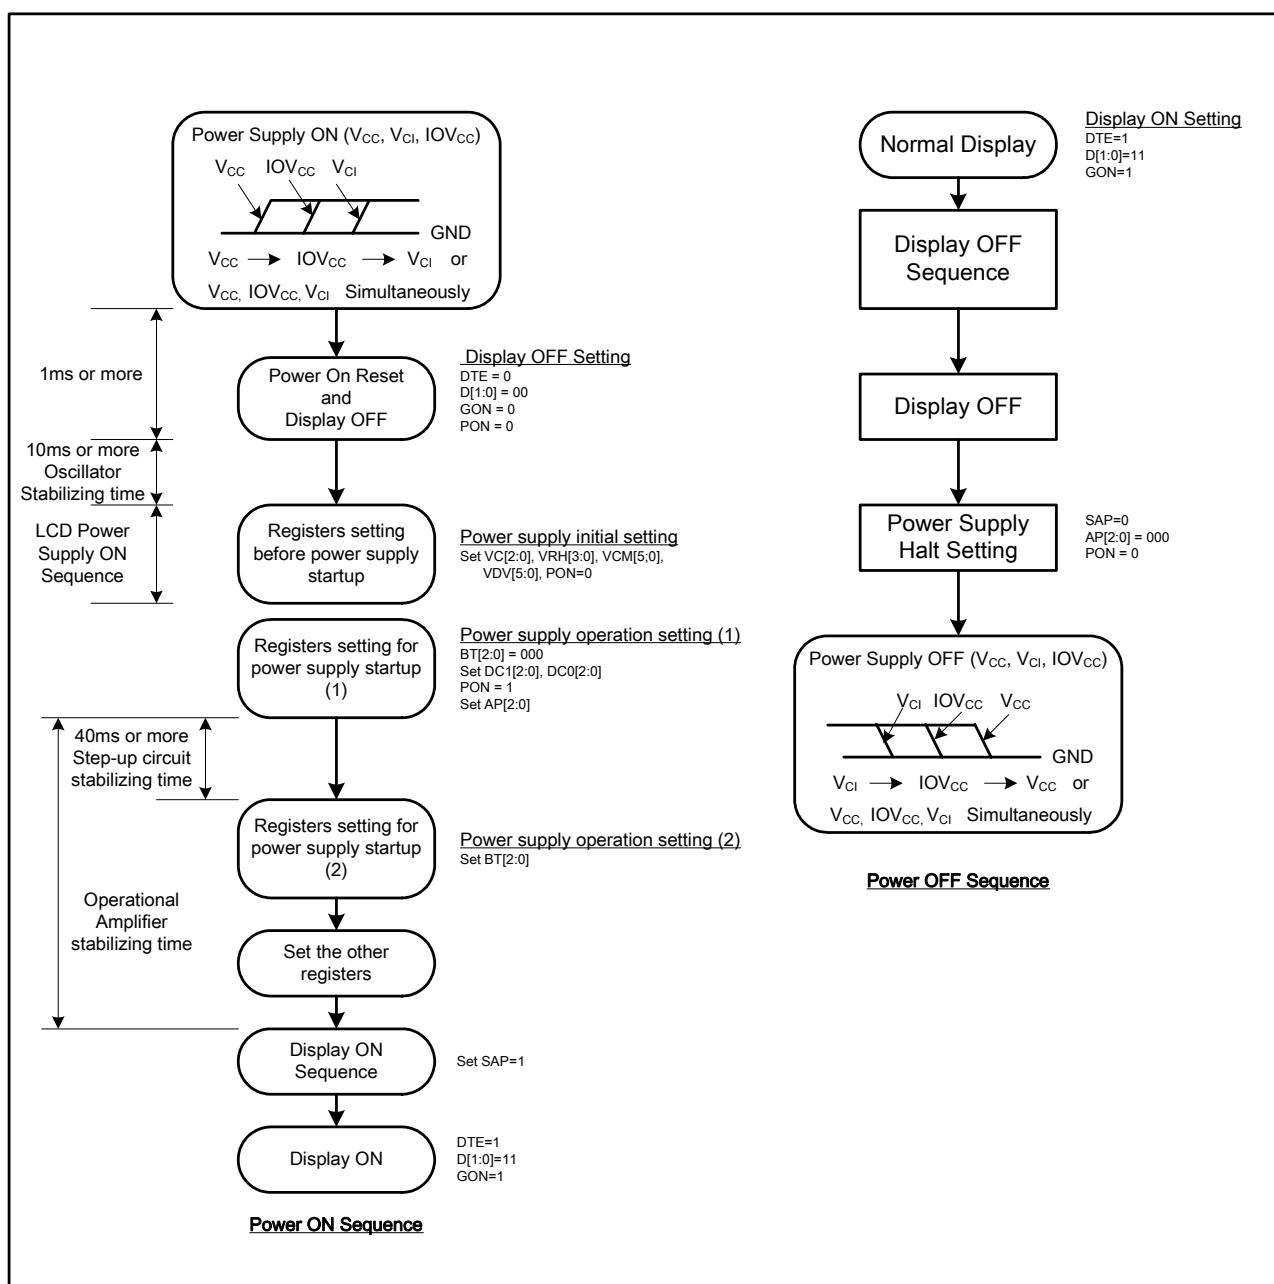 Power Supply ON (VCC, VCI, IOVCC)
VCC IOVCC VCI
GND
VCC IOVCC VCI or
VCC, IOVCC, VCI Simultaneously
1ms or more
Power On Reset
and
Display OFF
Display OFF Setting
DTE = 0
D[1:0] = 00
GON = 0
PON = 0
10ms or more
Oscillator
Stabilizing time
LCD Power
Supply ON
Sequence
Registers setting
before power supply
startup
Power supply initial setting
Set VC[2:0], VRH[3:0], VCM[5;0],
VDV[5:0], PON=0
Registers setting for
power supply startup
(1)
Power supply operation setting (1)
BT[2:0] = 000
Set DC1[2:0], DC0[2:0]
PON = 1
Set AP[2:0]
40ms or more
Step-up circuit
stabilizing time
Registers setting for
power supply startup
(2)
Power supply operation setting (2)
Set BT[2:0]
Operational
Amplifier
stabilizing time
Set the other
registers
Display ON
Sequence
Set SAP=1
Display ON
DTE=1
D[1:0]=11
GON=1
Power ON Sequence
Normal Display
Display ON Setting
DTE=1
D[1:0]=11
GON=1
Display OFF
Sequence
Display OFF
Power Supply
Halt Setting
SAP=0
AP[2:0] = 000
PON = 0
Power Supply OFF (VCC, VCI, IOVCC)
VCI IOVCC VCC
GND
VCI IOVCC VCC or
VCC, IOVCC, VCI Simultaneously
Power OFF Sequence